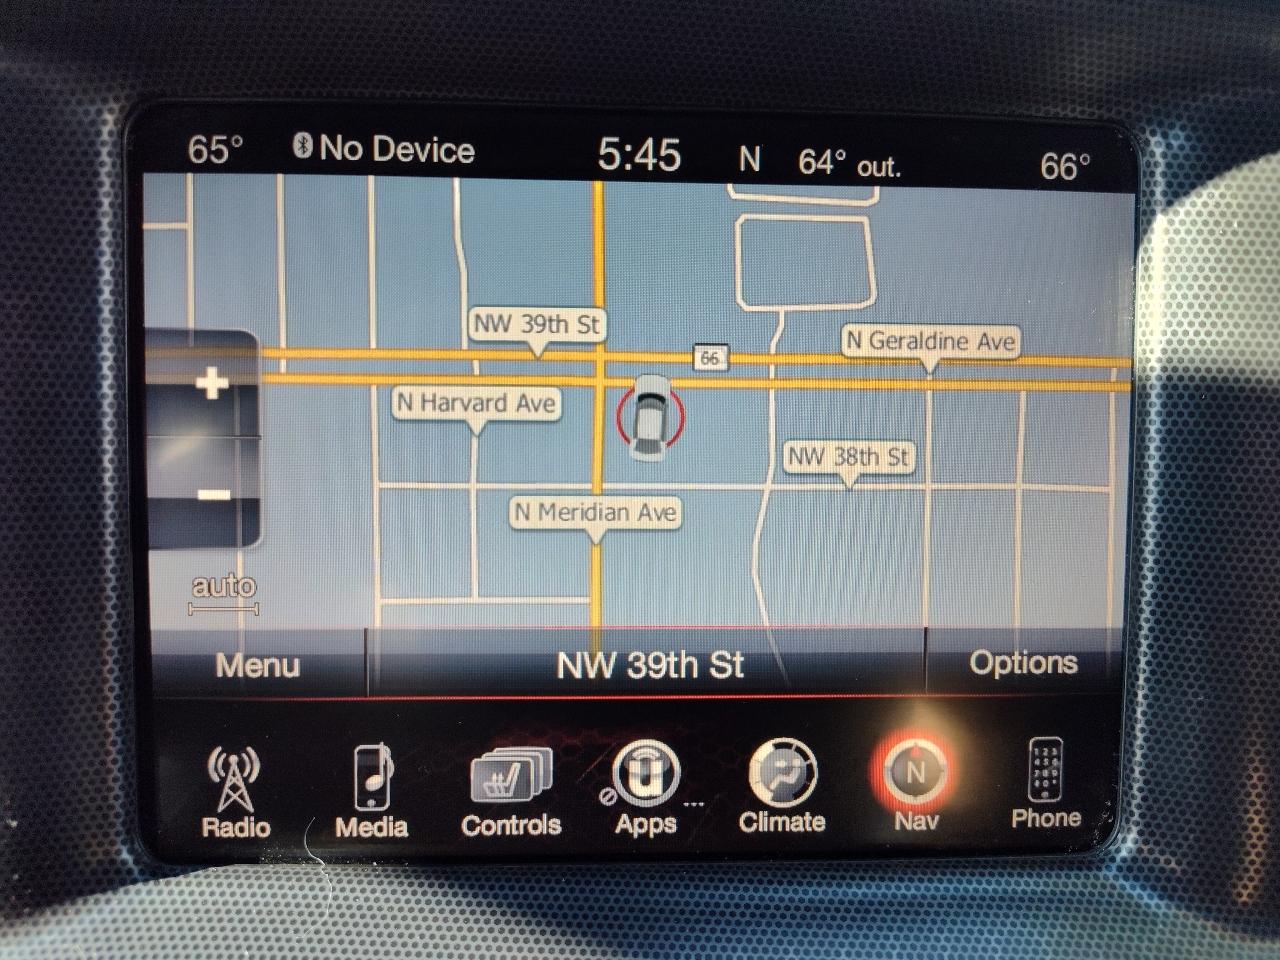 65° No Device 5:45 N 64° out. 66°
NW 39th St
66
N Geraldine Ave
N Harvard Ave
NW 38th St
N Meridian Ave
+
−
auto
Menu NW 39th St Options
N
Radio Media Controls Apps Climate Nav Phone